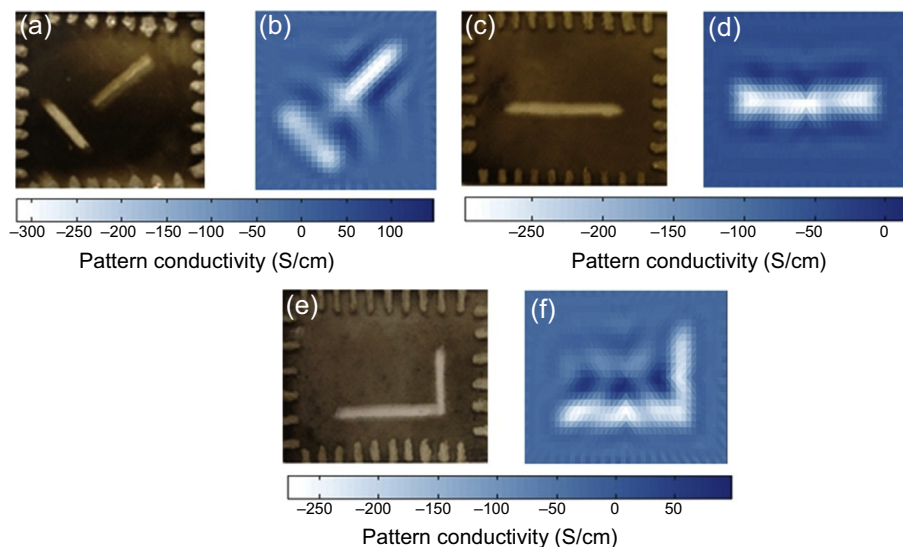 (a) (b) (c) (d)
−300 −250 −200 −150 −100 −50 0 50 100
Pattern conductivity (S/cm)
−250 −200 −150 −100 −50 0
Pattern conductivity (S/cm)
(e) (f)
−250 −200 −150 −100 −50 0 50
Pattern conductivity (S/cm)